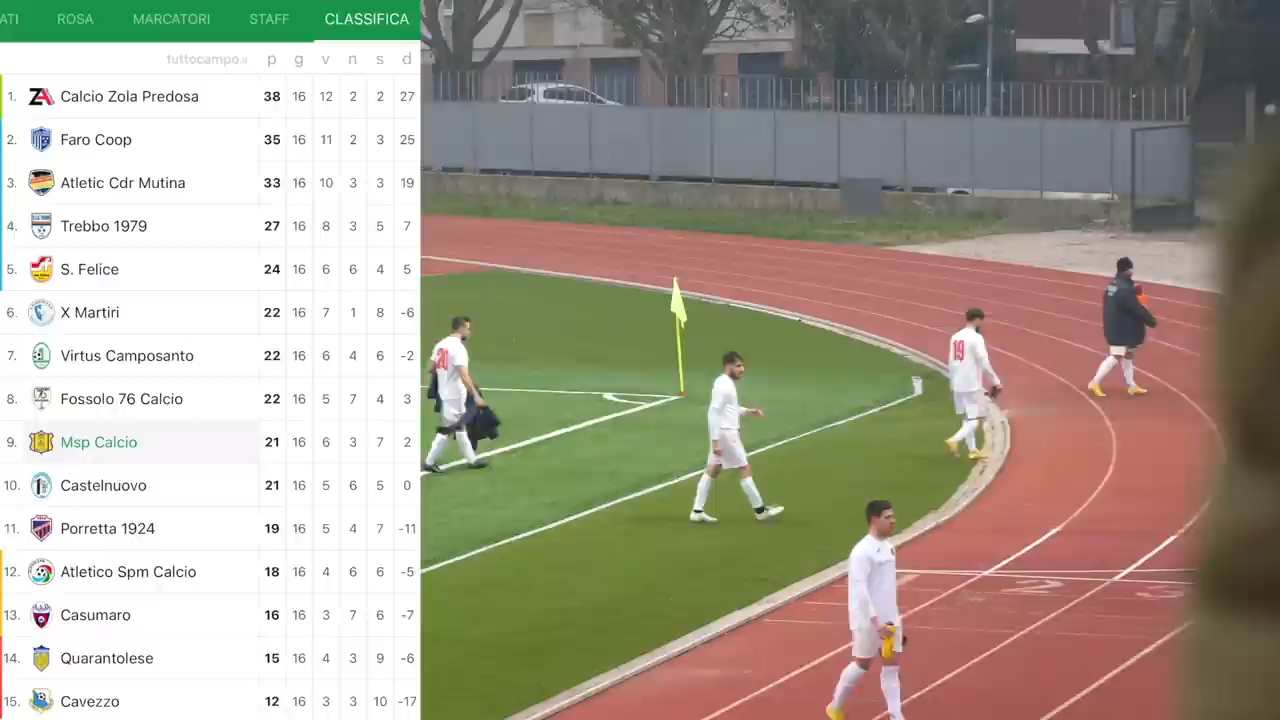 ATI ROSA MARCATORI STAFF CLASSIFICA
tuttocampo.it p g v n s d
1. Calcio Zola Predosa 38 16 12 2 2 27
2. Faro Coop 35 16 11 2 3 25
3. Atletic Cdr Mutina 33 16 10 3 3 19
4. Trebbo 1979 27 16 8 3 5 7
5. S. Felice 24 16 6 6 4 5
6. X Martiri 22 16 7 1 8 -6
7. Virtus Camposanto 22 16 6 4 6 -2
8. Fossolo 76 Calcio 22 16 5 7 4 3
9. Msp Calcio 21 16 6 3 7 2
10. Castelnuovo 21 16 5 6 5 0
11. Porretta 1924 19 16 5 4 7 -11
12. Atletico Spm Calcio 18 16 4 6 6 -5
13. Casumaro 16 16 3 7 6 -7
14. Quarantolese 15 16 4 3 9 -6
15. Cavezzo 12 16 3 3 10 -17
20
19
2
3